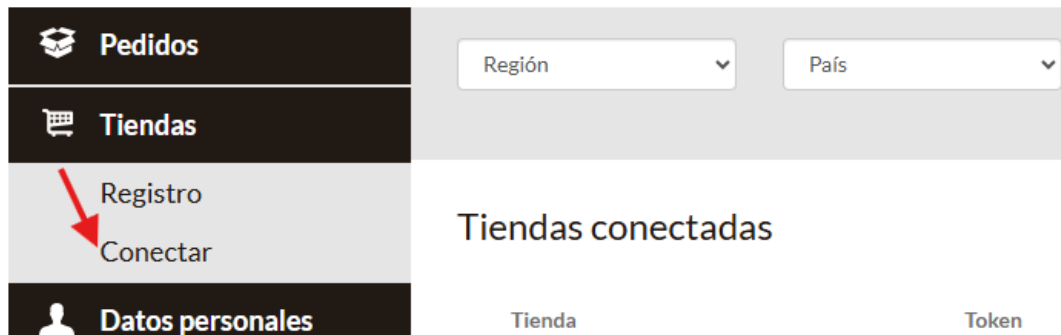 Pedidos
Tiendas
Registro
Conectar
Datos personales
Región
País
Tiendas conectadas
Tienda
Token